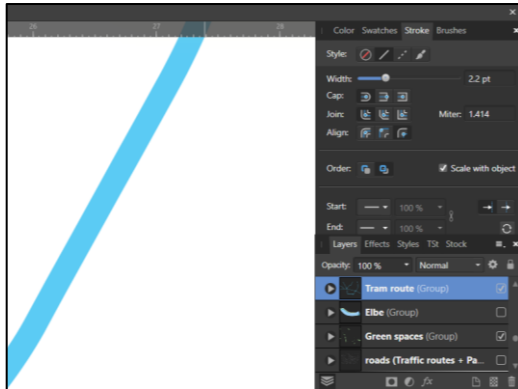 26 27 28
Color Swatches Stroke Brushes
Style:
Width: 2.2 pt
Cap:
Join: Miter: 1.414
Align:
Order: Scale with object
Start: 100 %
End: 100 %
Layers Effects Styles TSt Stock
Opacity: 100 % Normal
Tram route (Group)
Elbe (Group)
Green spaces (Group)
roads (Traffic routes + Pa...
fx